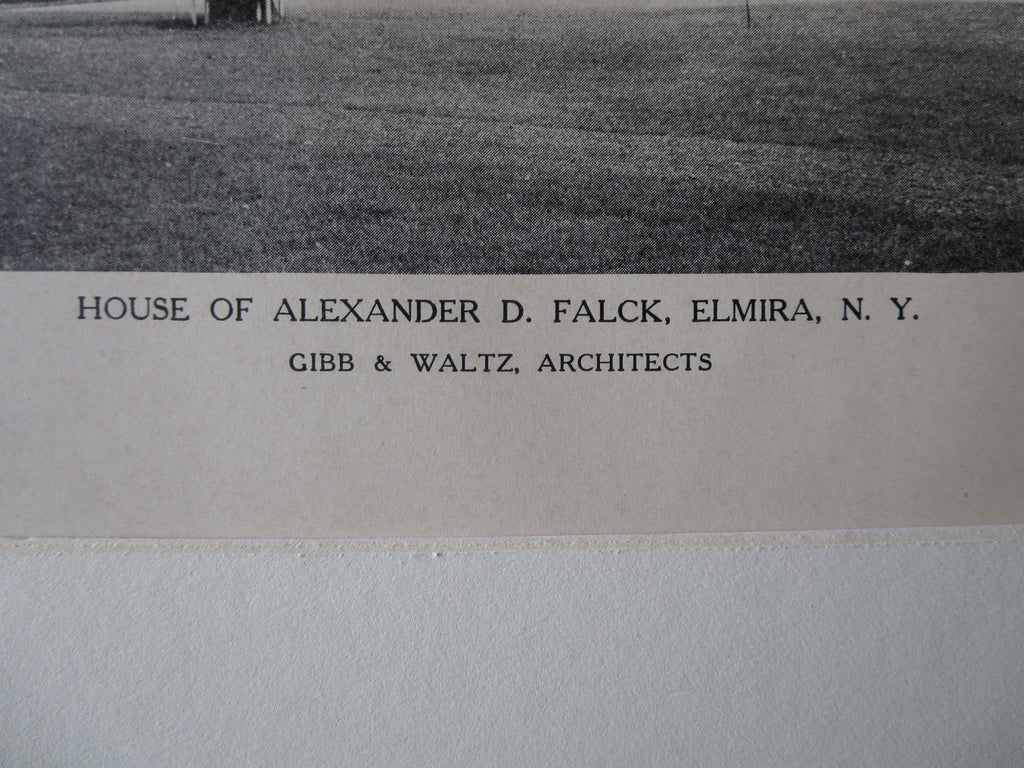 HOUSE OF ALEXANDER D. FALCK, ELMIRA, N. Y.
GIBB & WALTZ, ARCHITECTS